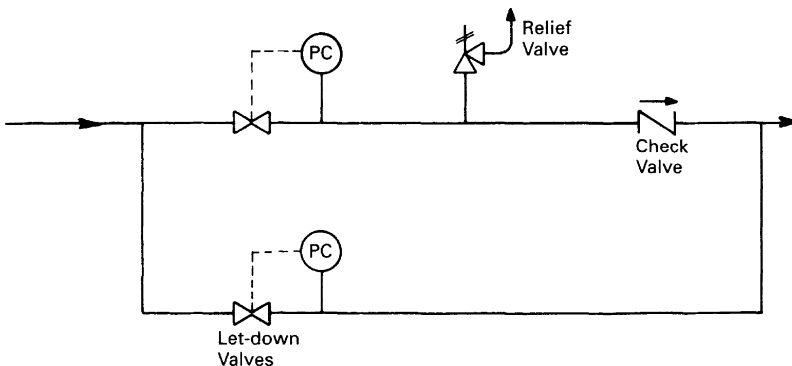 PC
Relief
Valve
Check
Valve
PC
Let-down
Valves